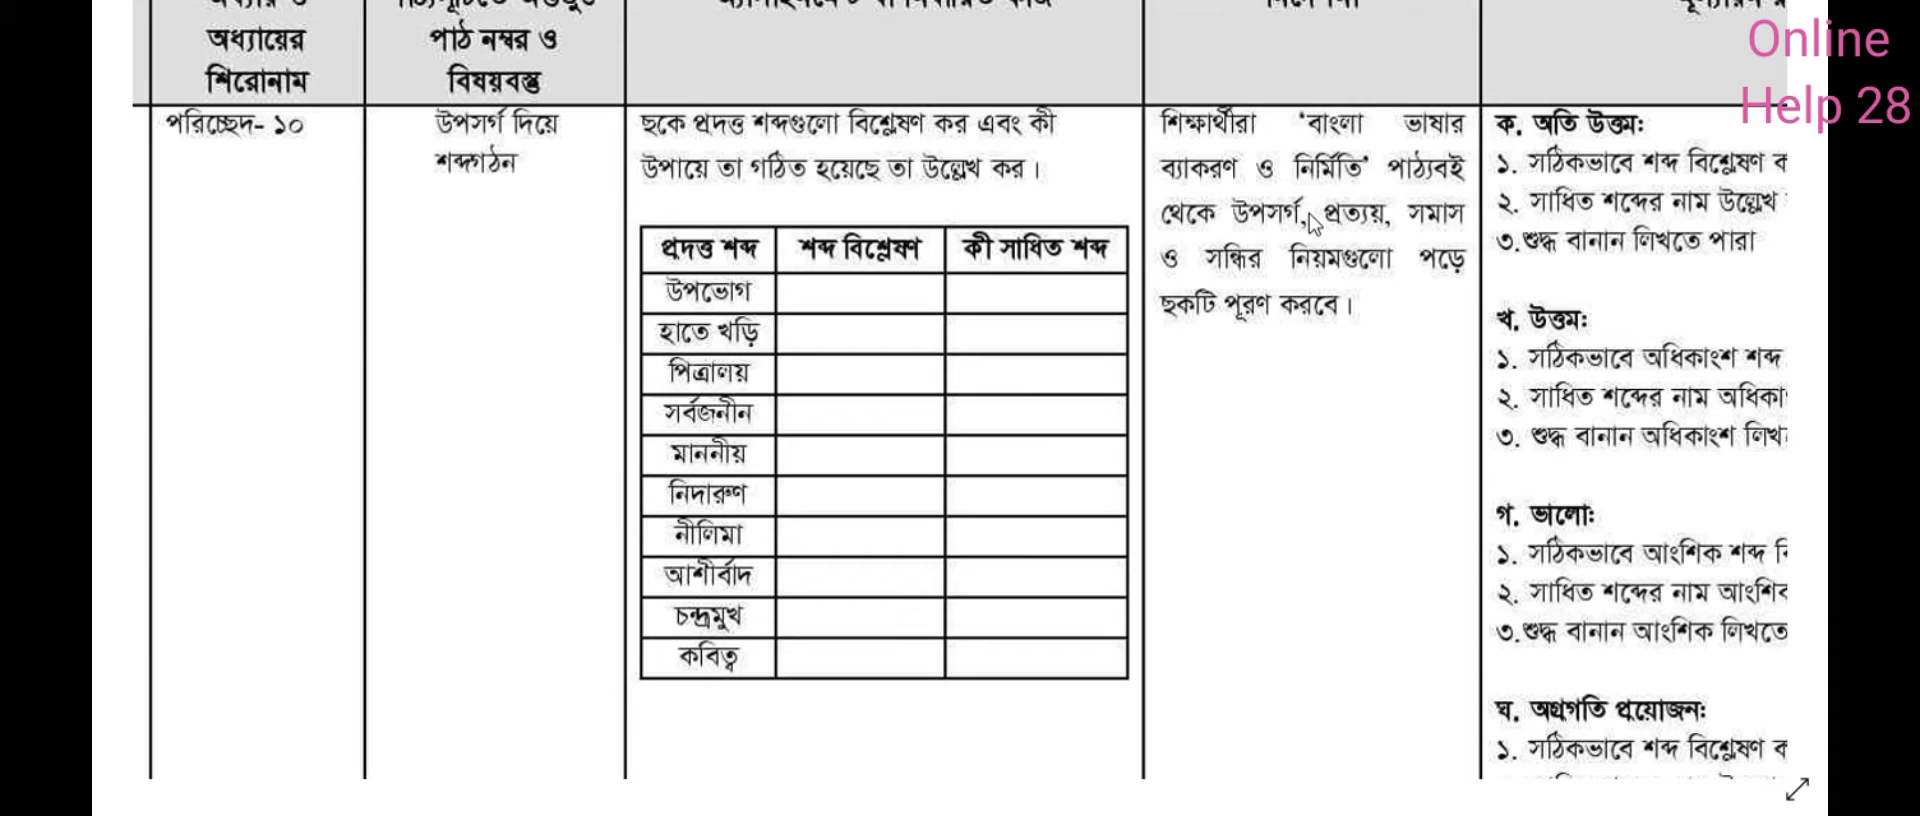 অধ্যায়ের
শিরোনাম
পাঠ নম্বর ও
বিষয়বস্তু
Online
Help 28
পরিচ্ছেদ- ১০
উপসর্গ দিয়ে
শব্দগঠন
ছকে প্রদত্ত শব্দগুলো বিশ্লেষণ কর এবং কী
উপায়ে তা গঠিত হয়েছে তা উল্লেখ কর।
প্রদত্ত শব্দ শব্দ বিশ্লেষণ কী সাধিত শব্দ
উপভোগ
হাতে খড়ি
পিত্রালয়
সর্বজনীন
মাননীয়
নিদারুণ
নীলিমা
আশীর্বাদ
চন্দ্রমুখ
কবিত্ব
শিক্ষার্থীরা ‘বাংলা ভাষার
ব্যাকরণ ও নির্মিতি’ পাঠ্যবই
থেকে উপসর্গ, প্রত্যয়, সমাস
ও সন্ধির নিয়মগুলো পড়ে
ছকটি পূরণ করবে।
ক. অতি উত্তম:
১. সঠিকভাবে শব্দ বিশ্লেষণ ক
২. সাধিত শব্দের নাম উল্লেখ
৩.শুদ্ধ বানান লিখতে পারা
খ. উত্তম:
১. সঠিকভাবে অধিকাংশ শব্দ
২. সাধিত শব্দের নাম অধিকা
৩. শুদ্ধ বানান অধিকাংশ লিখ
গ. ভালো:
১. সঠিকভাবে আংশিক শব্দ
২. সাধিত শব্দের নাম আংশিক
৩.শুদ্ধ বানান আংশিক লিখতে
ঘ. অগ্রগতি প্রয়োজন:
১. সঠিকভাবে শব্দ বিশ্লেষণ ক